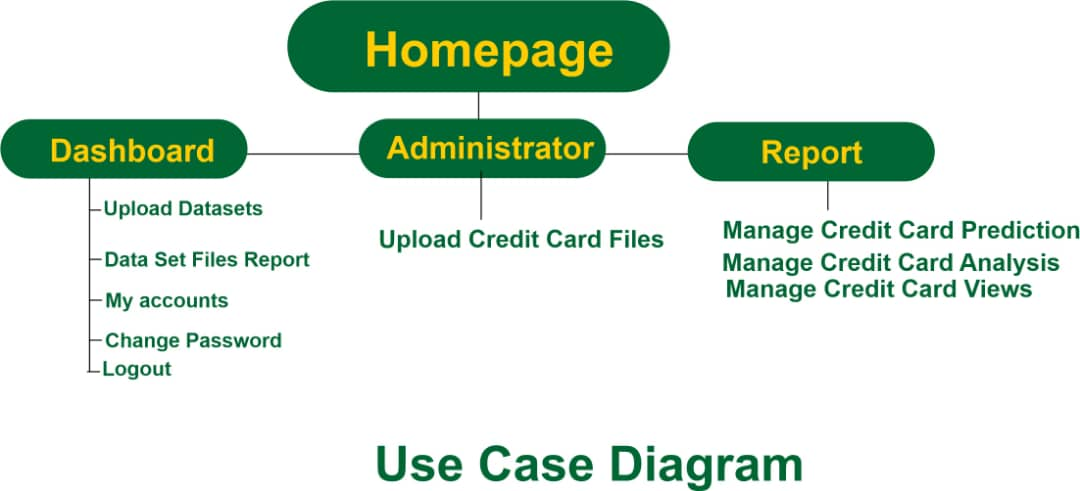 Homepage
Dashboard
Administrator
Report
Upload Datasets
Data Set Files Report
My accounts
Change Password
Logout
Upload Credit Card Files
Manage Credit Card Prediction
Manage Credit Card Analysis
Manage Credit Card Views
Use Case Diagram